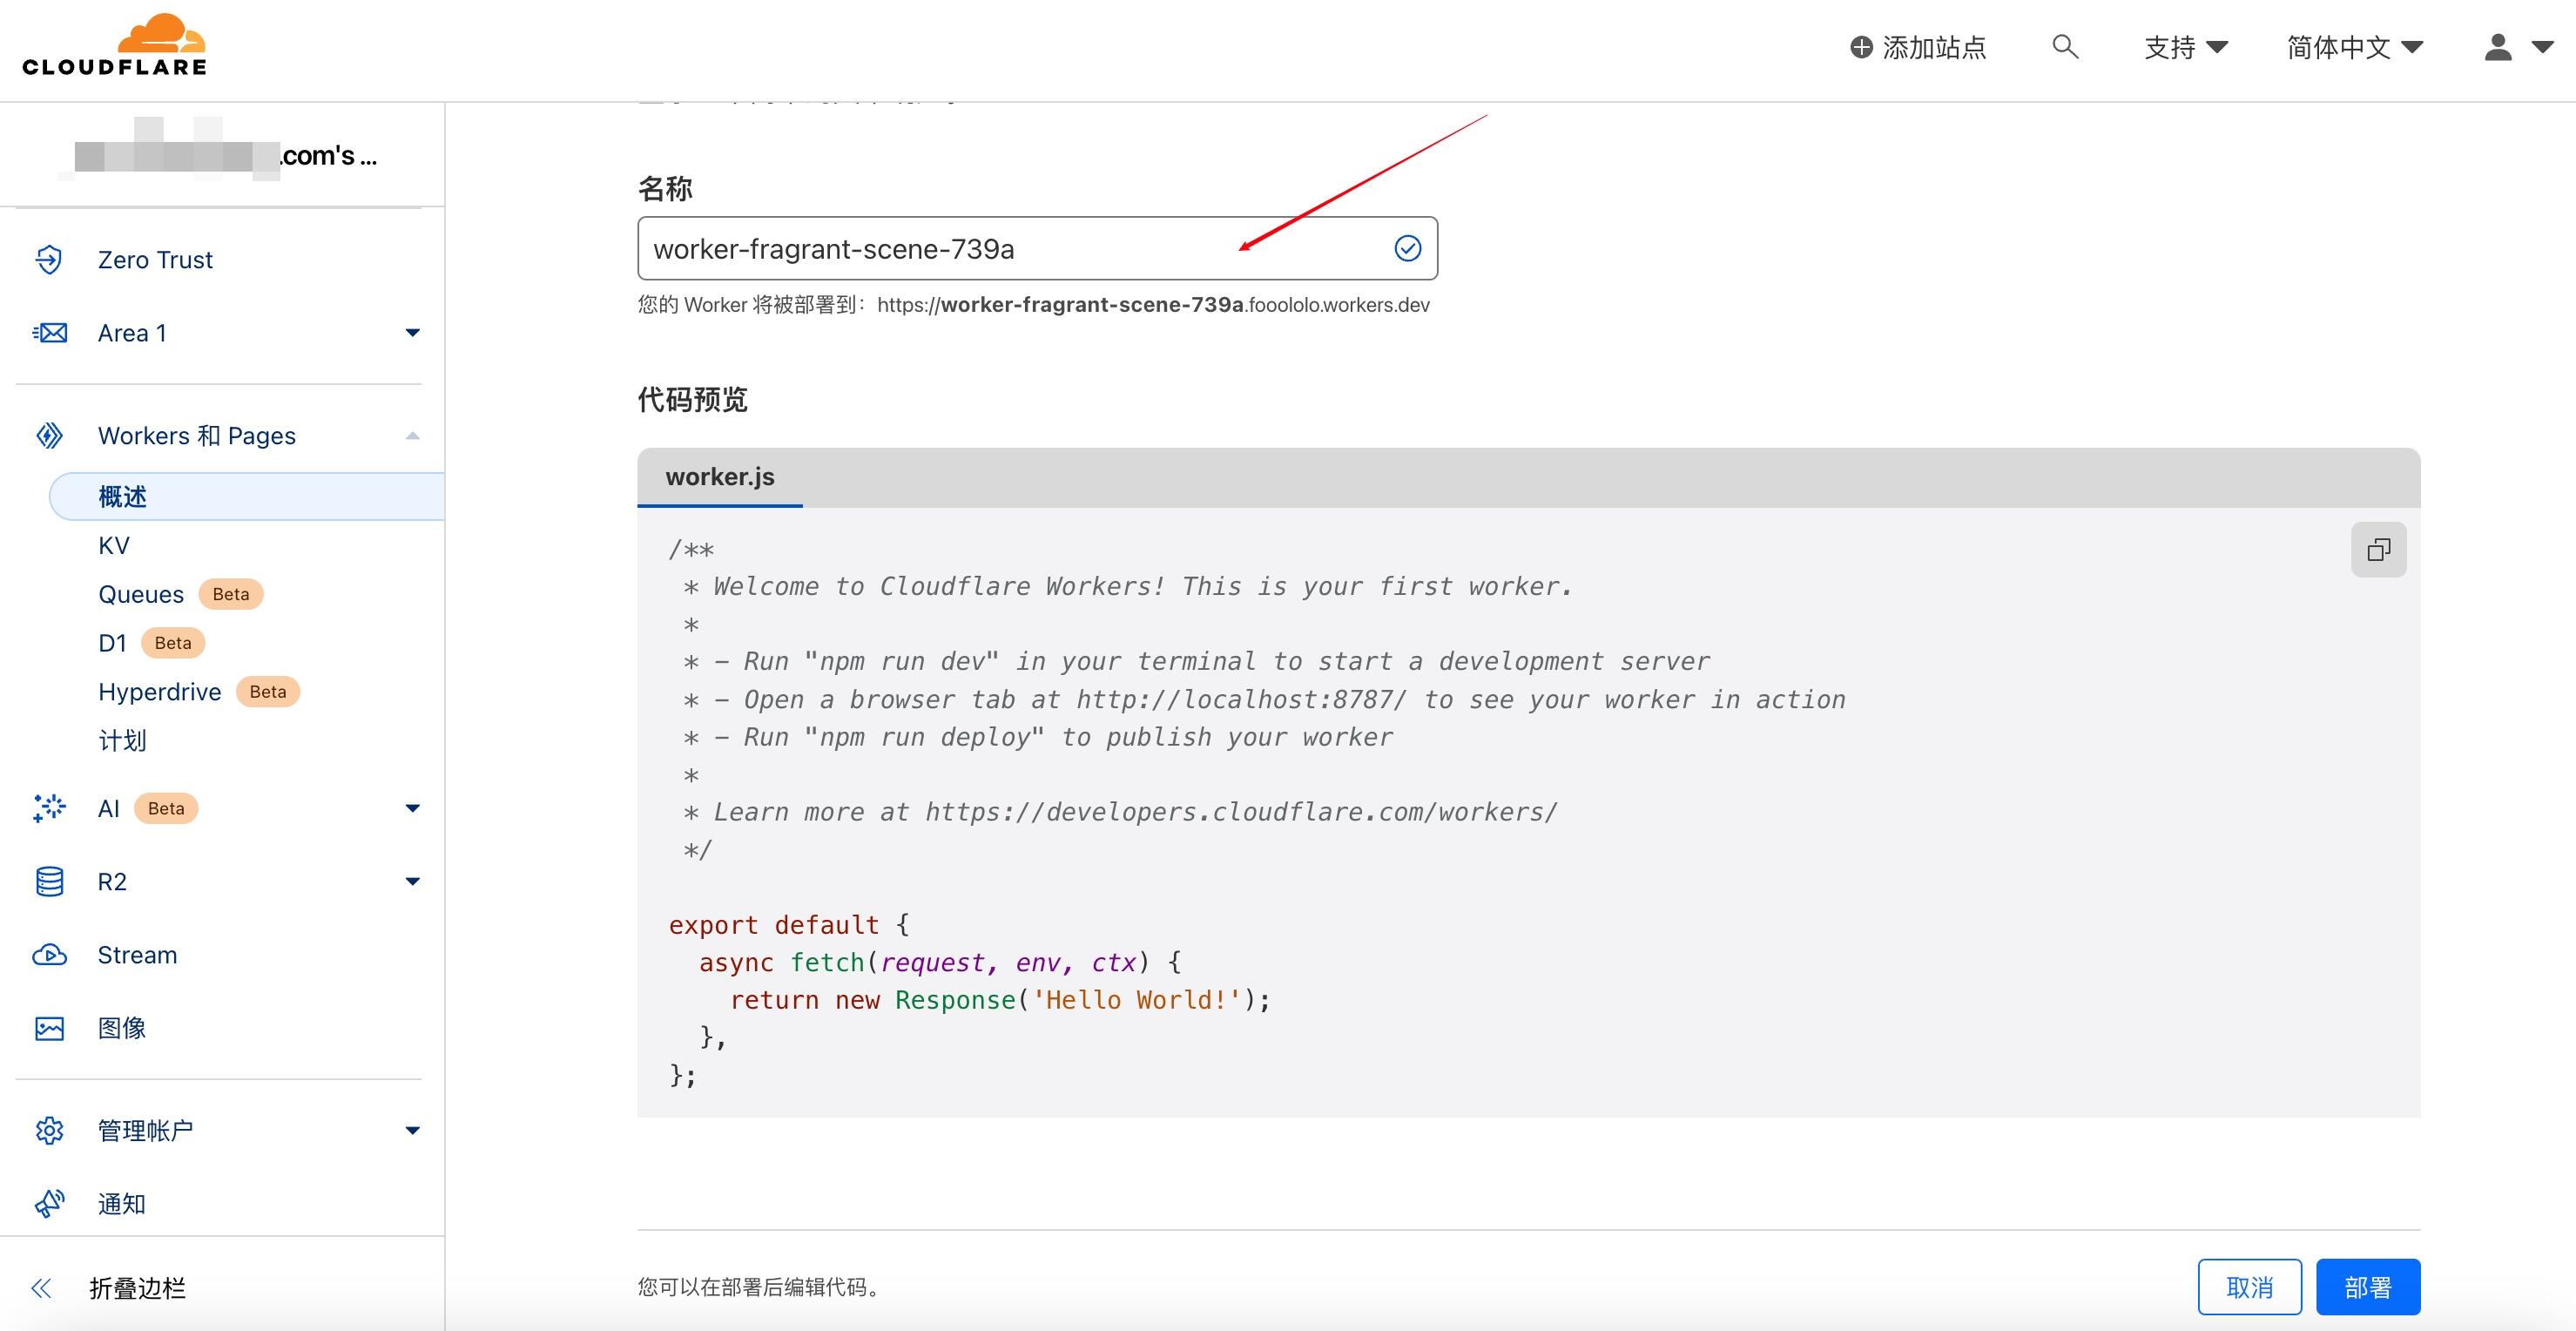 CLOUDFLARE
添加站点
支持
简体中文
.com's ...
Zero Trust
Area 1
Workers 和 Pages
概述
KV
Queues Beta
D1 Beta
Hyperdrive Beta
计划
AI Beta
R2
Stream
图像
管理帐户
通知
折叠边栏
名称
worker-fragrant-scene-739a
您的 Worker 将被部署到：https://worker-fragrant-scene-739a.fooololo.workers.dev
代码预览
worker.js
/**
 * Welcome to Cloudflare Workers! This is your first worker.
 *
 * - Run "npm run dev" in your terminal to start a development server
 * - Open a browser tab at http://localhost:8787/ to see your worker in action
 * - Run "npm run deploy" to publish your worker
 *
 * Learn more at https://developers.cloudflare.com/workers/
 */
export default {
  async fetch(request, env, ctx) {
    return new Response('Hello World!');
  },
};
您可以在部署后编辑代码。
取消
部署